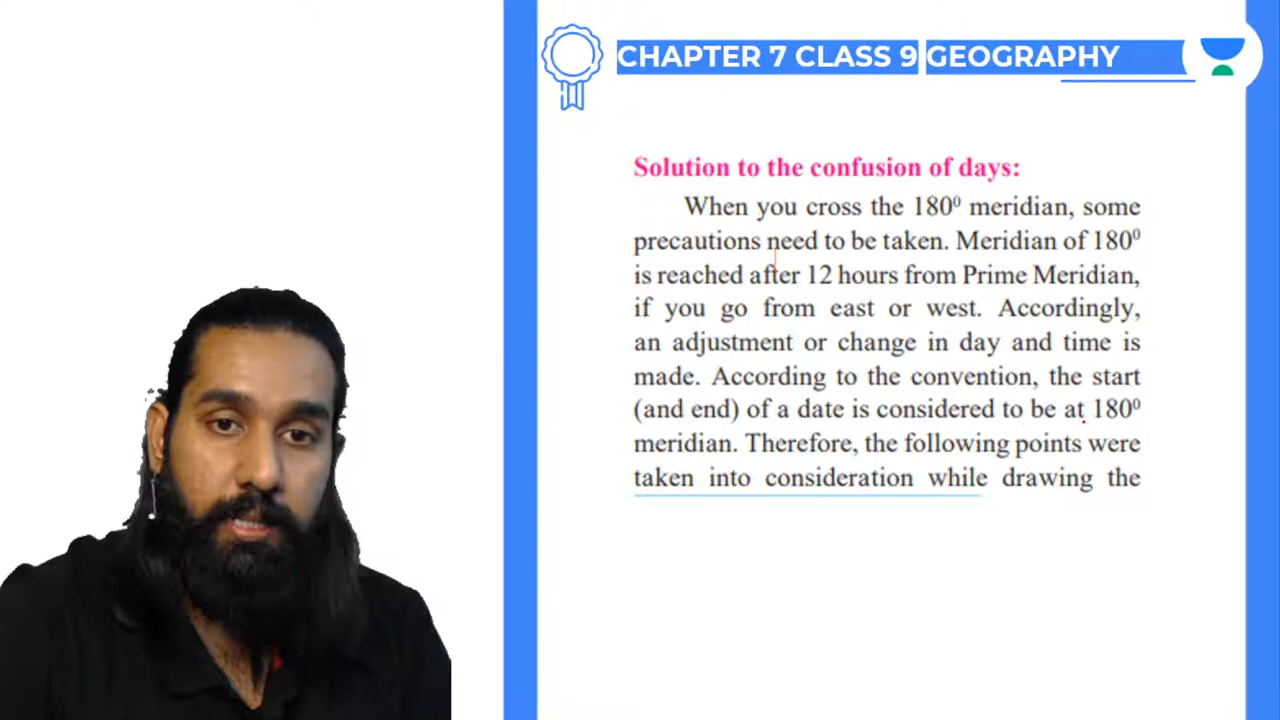 CHAPTER 7 CLASS 9 GEOGRAPHY
Solution to the confusion of days:
When you cross the 180⁰ meridian, some
precautions need to be taken. Meridian of 180⁰
is reached after 12 hours from Prime Meridian,
if you go from east or west. Accordingly,
an adjustment or change in day and time is
made. According to the convention, the start
(and end) of a date is considered to be at 180⁰
meridian. Therefore, the following points were
taken into consideration while drawing the